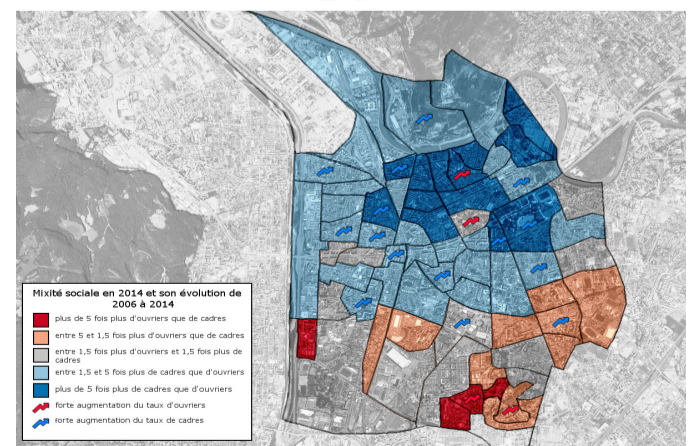 Mixité sociale en 2014 et son évolution de
2006 à 2014
plus de 5 fois plus d'ouvriers que de cadres
entre 5 et 1,5 fois plus d'ouvriers que de cadres
entre 1,5 fois plus d'ouvriers et 1,5 fois plus de
cadres
entre 1,5 et 5 fois plus de cadres que d'ouvriers
plus de 5 fois plus de cadres que d'ouvriers
forte augmentation du taux d'ouvriers
forte augmentation du taux de cadres